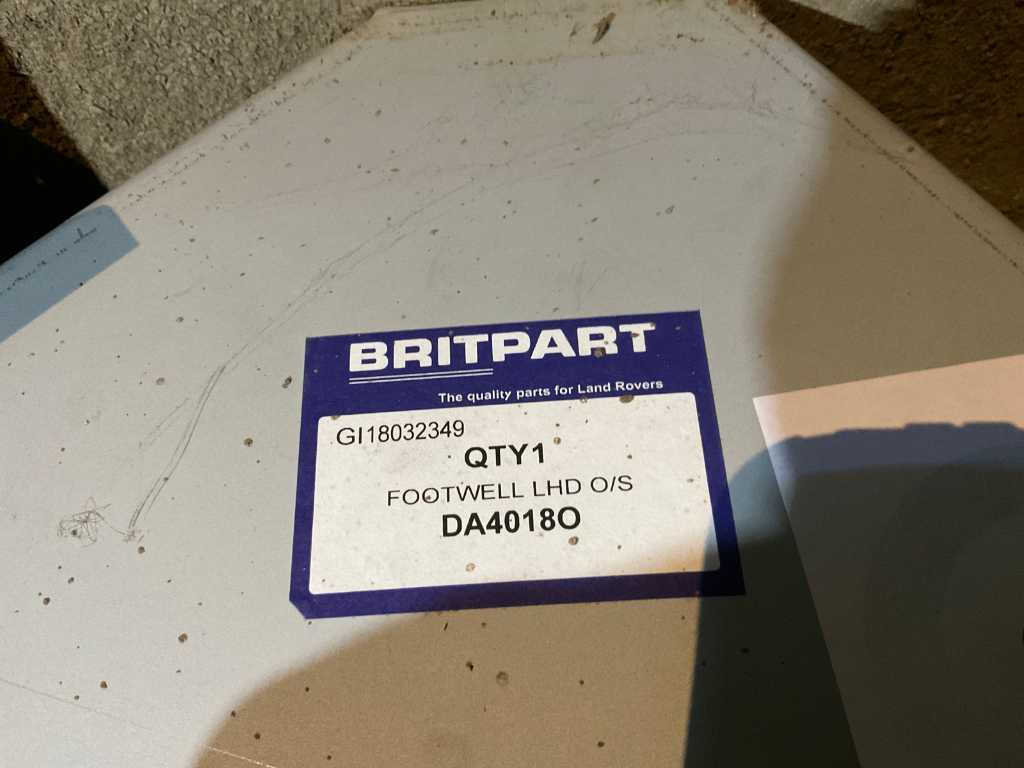 BRITPART
The quality parts for Land Rovers
GI18032349
QTY1
FOOTWELL LHD O/S
DA4018O